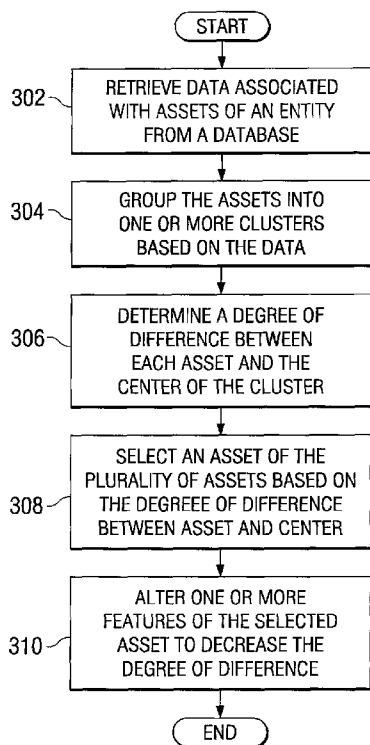 START
302
RETRIEVE DATA ASSOCIATED
WITH ASSETS OF AN ENTITY
FROM A DATABASE
304
GROUP THE ASSETS INTO
ONE OR MORE CLUSTERS
BASED ON THE DATA
306
DETERMINE A DEGREE OF
DIFFERENCE BETWEEN
EACH ASSET AND THE
CENTER OF THE CLUSTER
308
SELECT AN ASSET OF THE
PLURALITY OF ASSETS BASED ON
THE DEGREEE OF DIFFERENCE
BETWEEN ASSET AND CENTER
310
ALTER ONE OR MORE
FEATURES OF THE SELECTED
ASSET TO DECREASE THE
DEGREE OF DIFFERENCE
END